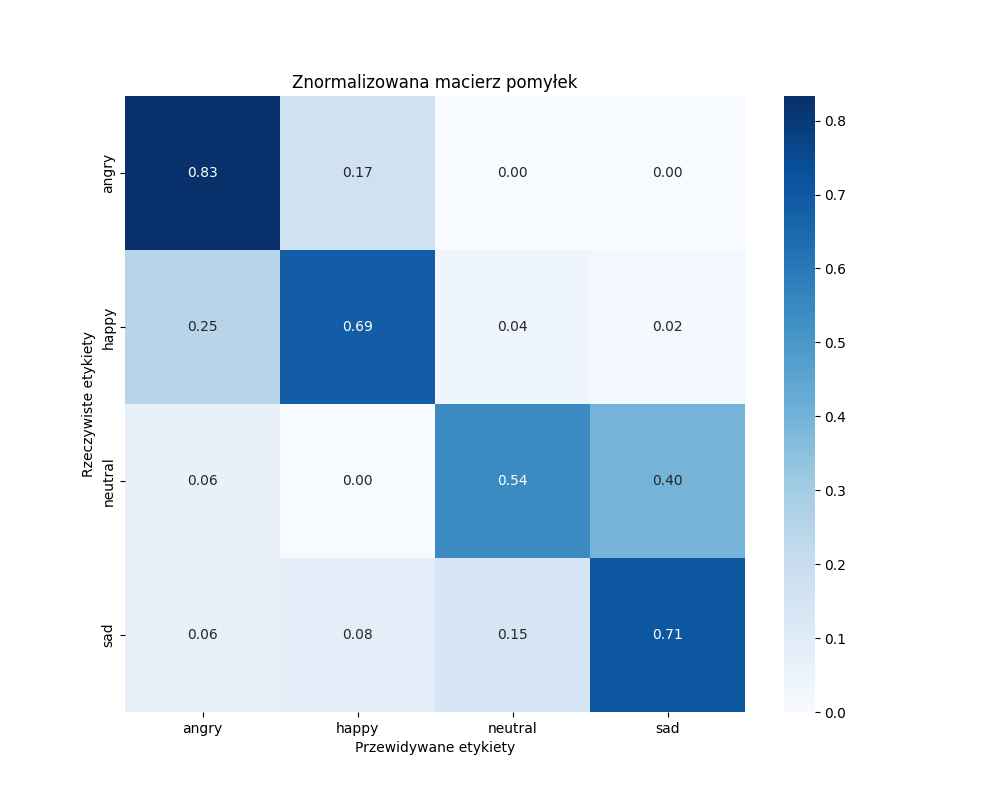 Znormalizowana macierz pomyłek
Rzeczywiste etykiety
angry
0.83 0.17 0.00 0.00
happy
0.25 0.69 0.04 0.02
neutral
0.06 0.00 0.54 0.40
sad
0.06 0.08 0.15 0.71
angry happy neutral sad
Przewidywane etykiety
0.8
0.7
0.6
0.5
0.4
0.3
0.2
0.1
0.0